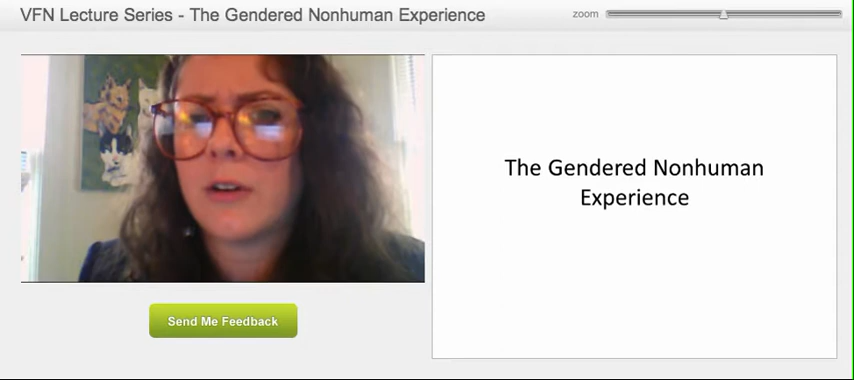 VFN Lecture Series - The Gendered Nonhuman Experience
zoom
The Gendered Nonhuman
Experience
Send Me Feedback